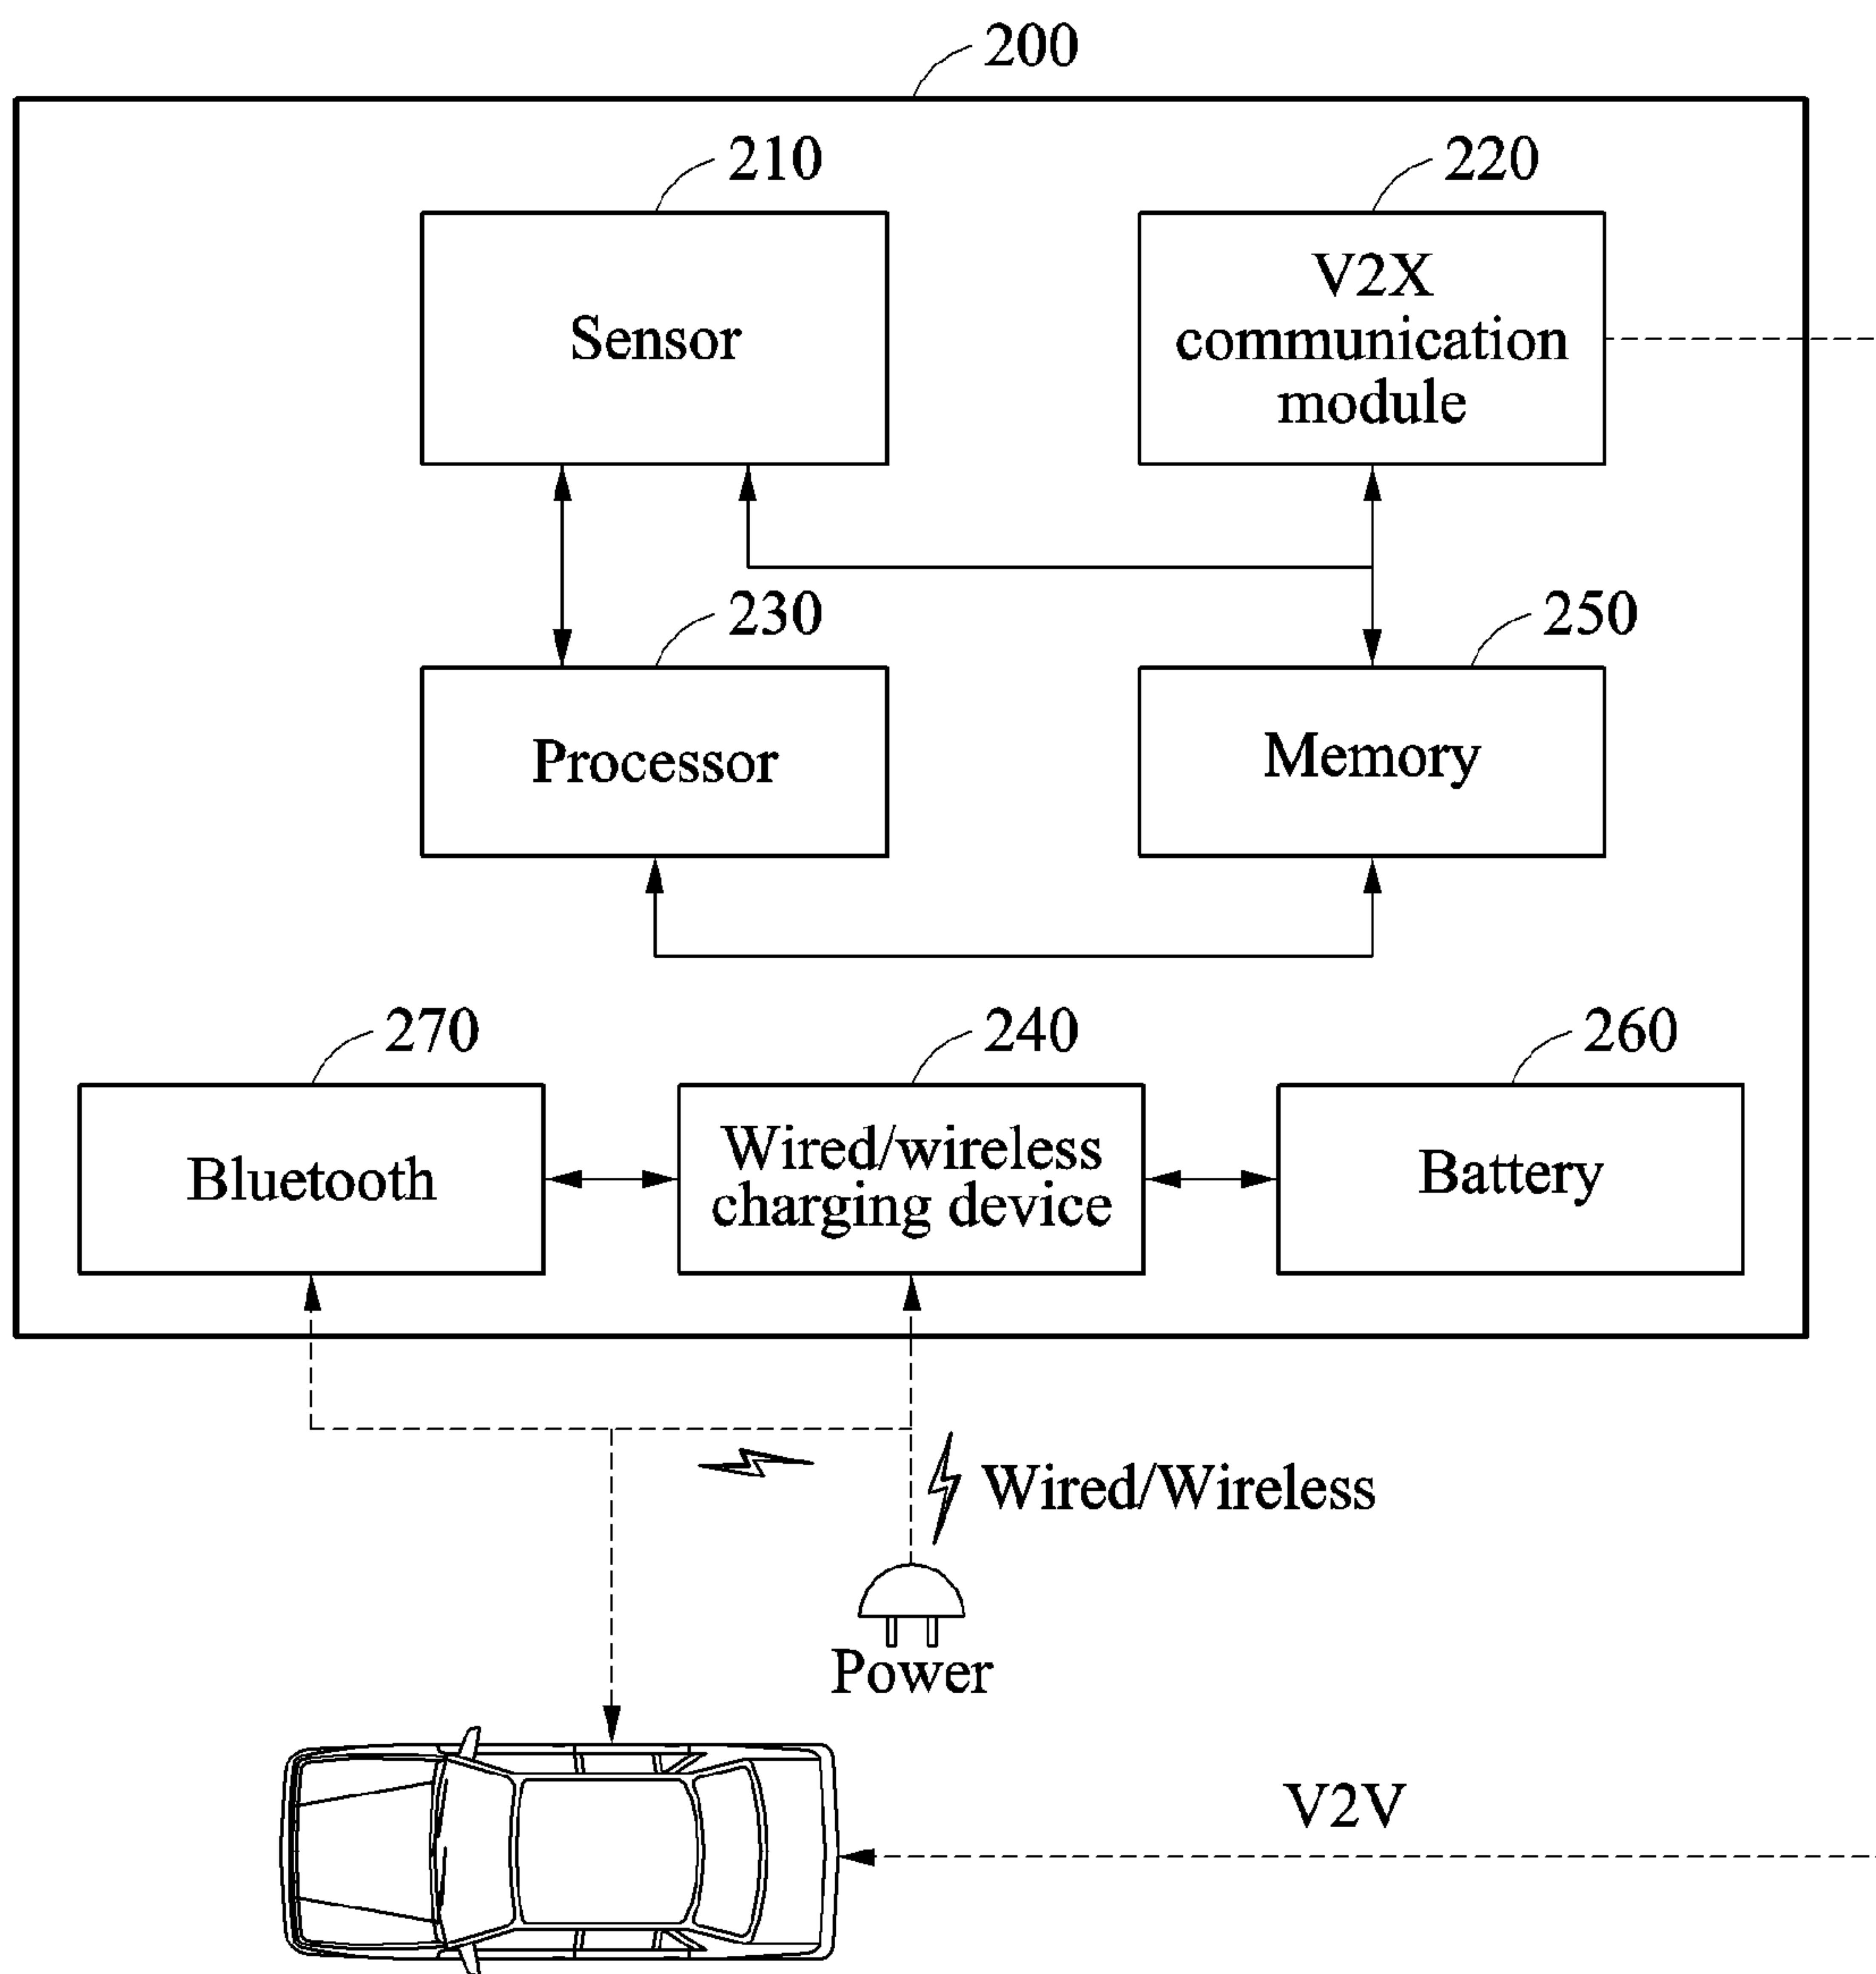 200
210
220
Sensor
V2X
communication
module
230
250
Processor
Memory
270
240
260
Bluetooth
Wired/wireless
charging device
Battery
Wired/Wireless
Power
V2V